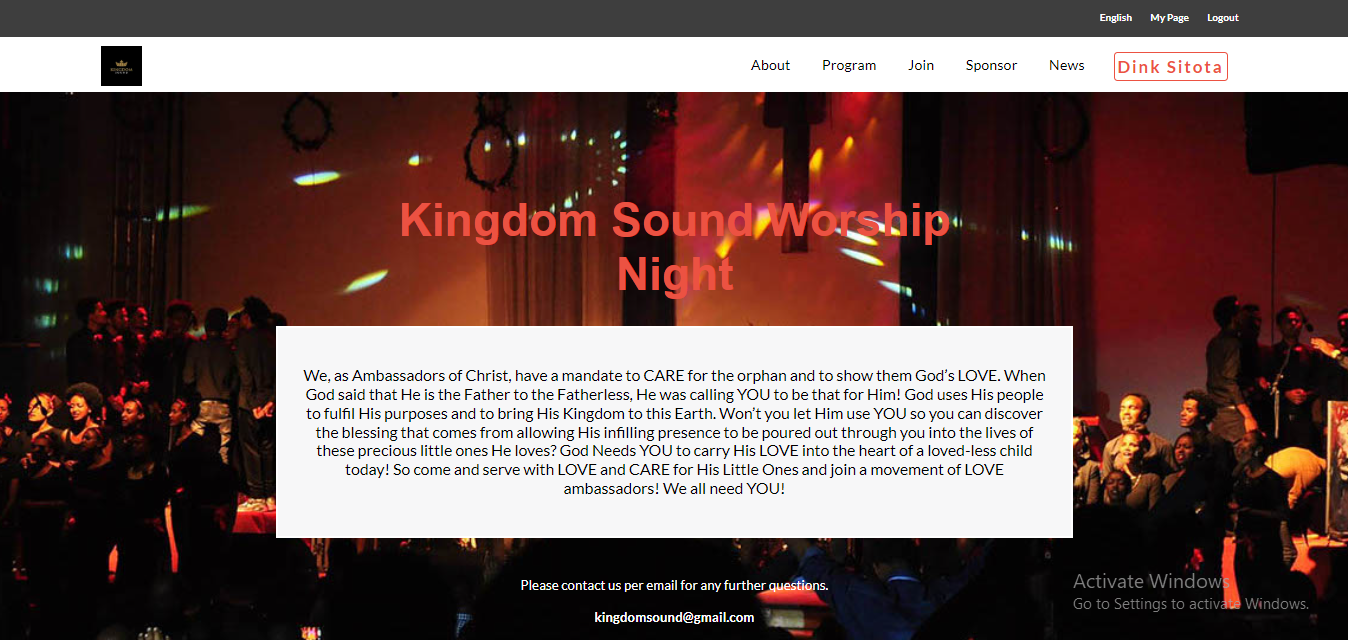 English My Page Logout
KINGDOM
About Program Join Sponsor News Dink Sitota
Kingdom Sound Worship
Night
We, as Ambassadors of Christ, have a mandate to CARE for the orphan and to show them God’s LOVE. When
God said that He is the Father to the Fatherless, He was calling YOU to be that for Him! God uses His people
to fulfil His purposes and to bring His Kingdom to this Earth. Won’t you let Him use YOU so you can discover
the blessing that comes from allowing His infilling presence to be poured out through you into the lives of
these precious little ones He loves? God Needs YOU to carry His LOVE into the heart of a loved-less child
today! So come and serve with LOVE and CARE for His Little Ones and join a movement of LOVE
ambassadors! We all need YOU!
Please contact us per email for any further questions.
kingdomsound@gmail.com
Activate Windows
Go to Settings to activate Windows.